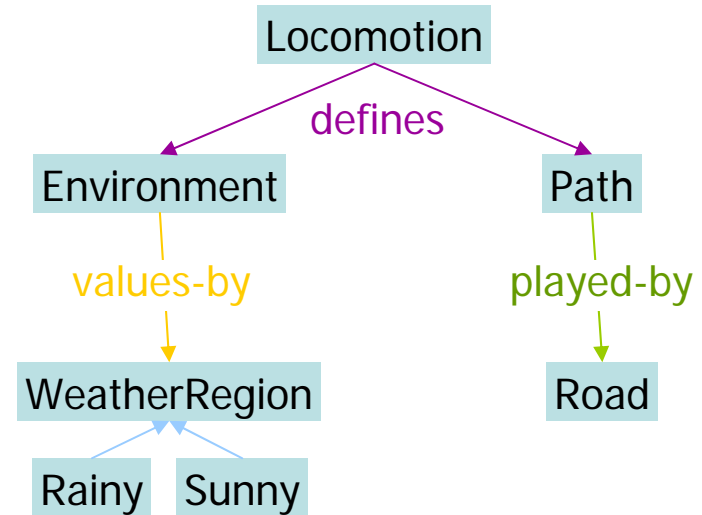 Locomotion
defines
Environment
Path
values-by
played-by
WeatherRegion
Road
Rainy
Sunny